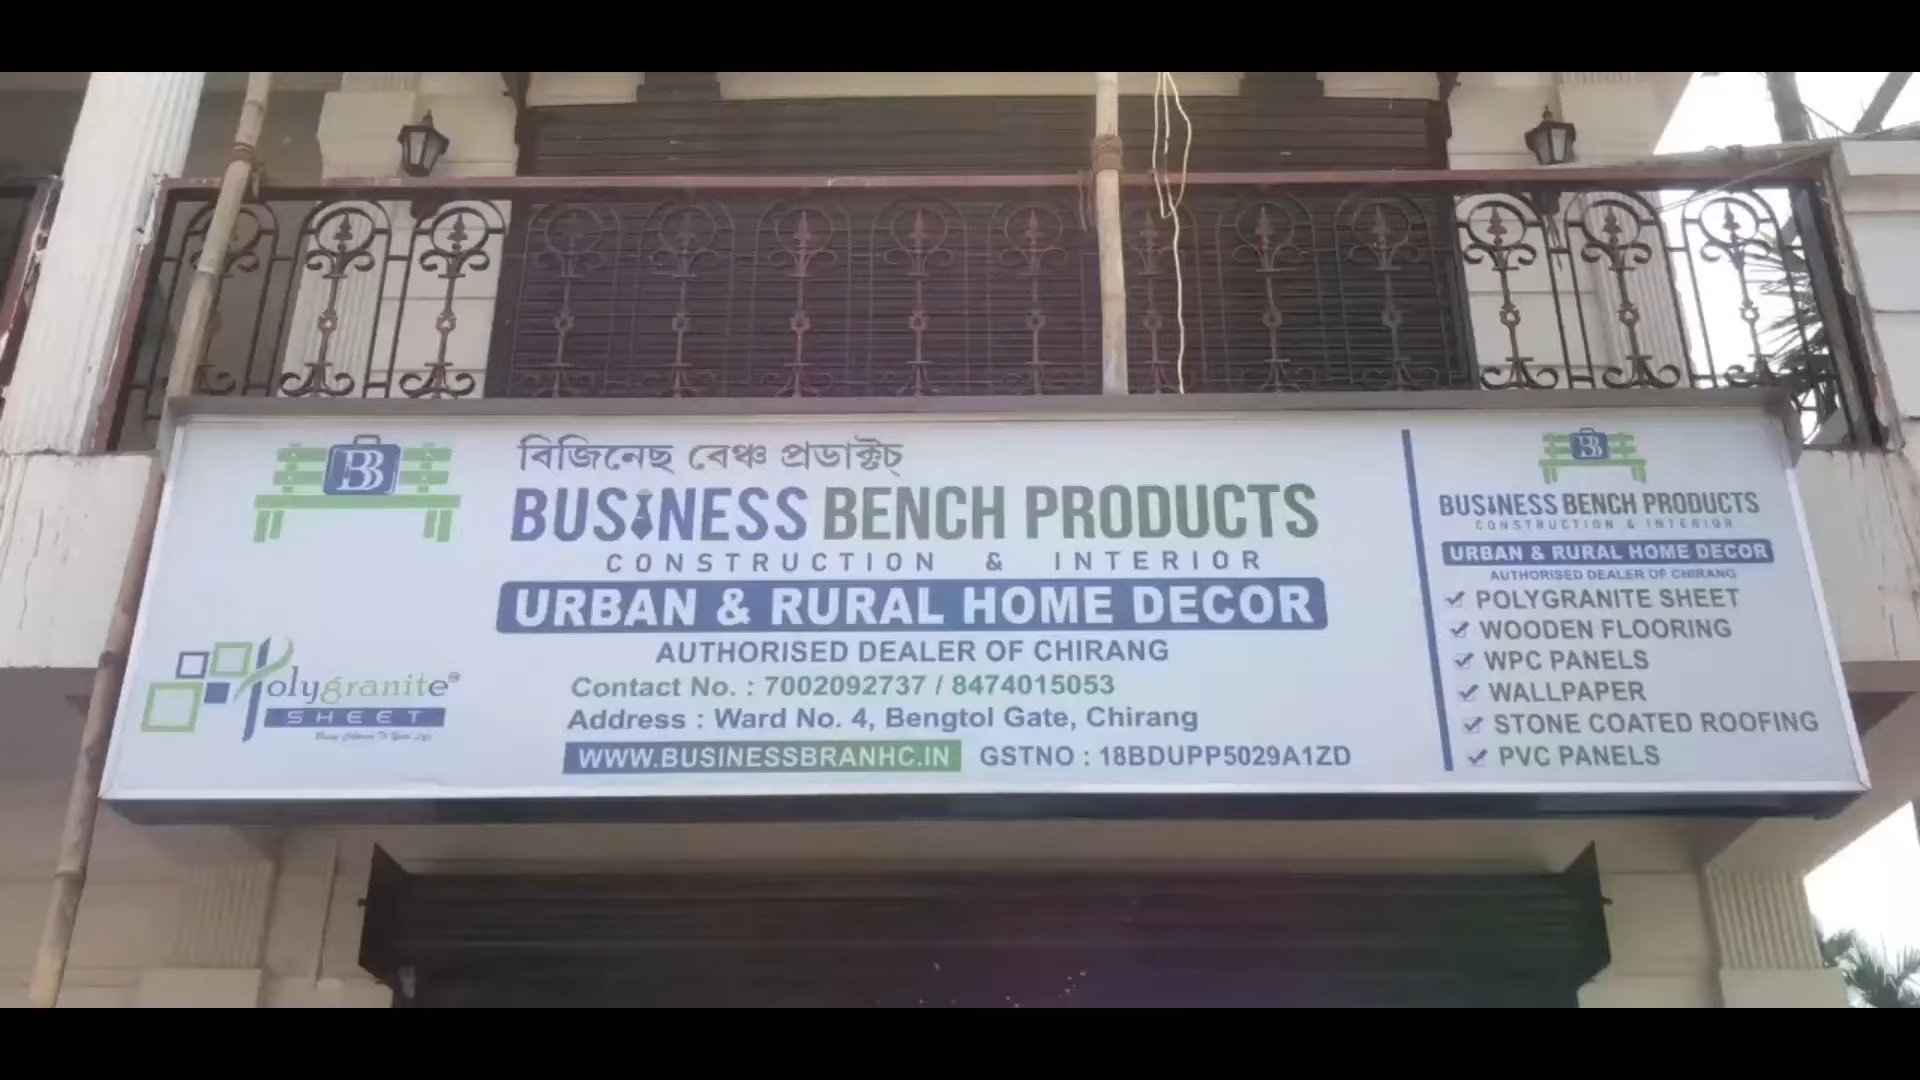 BB
বিজিনেছ বেঞ্চ প্রডাক্টচ্
BUSINESS BENCH PRODUCTS
CONSTRUCTION & INTERIOR
URBAN & RURAL HOME DECOR
AUTHORISED DEALER OF CHIRANG
Contact No. : 7002092737 / 8474015053
Address : Ward No. 4, Bengtol Gate, Chirang
WWW.BUSINESSBRANHC.IN GSTNO : 18BDUPP5029A1ZD
Polygranite
SHEET
BB
BUSINESS BENCH PRODUCTS
CONSTRUCTION & INTERIOR
URBAN & RURAL HOME DECOR
AUTHORISED DEALER OF CHIRANG
POLYGRANITE SHEET
WOODEN FLOORING
WPC PANELS
WALLPAPER
STONE COATED ROOFING
PVC PANELS